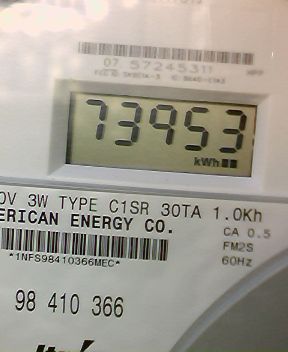 07 57245311
73953
kWh
0V 3W TYPE C1SR 30TA 1.0Kh
ERICAN ENERGY CO.
CA 0.5
FM2S
*1NFS98410366MEC*
60Hz
98 410 366